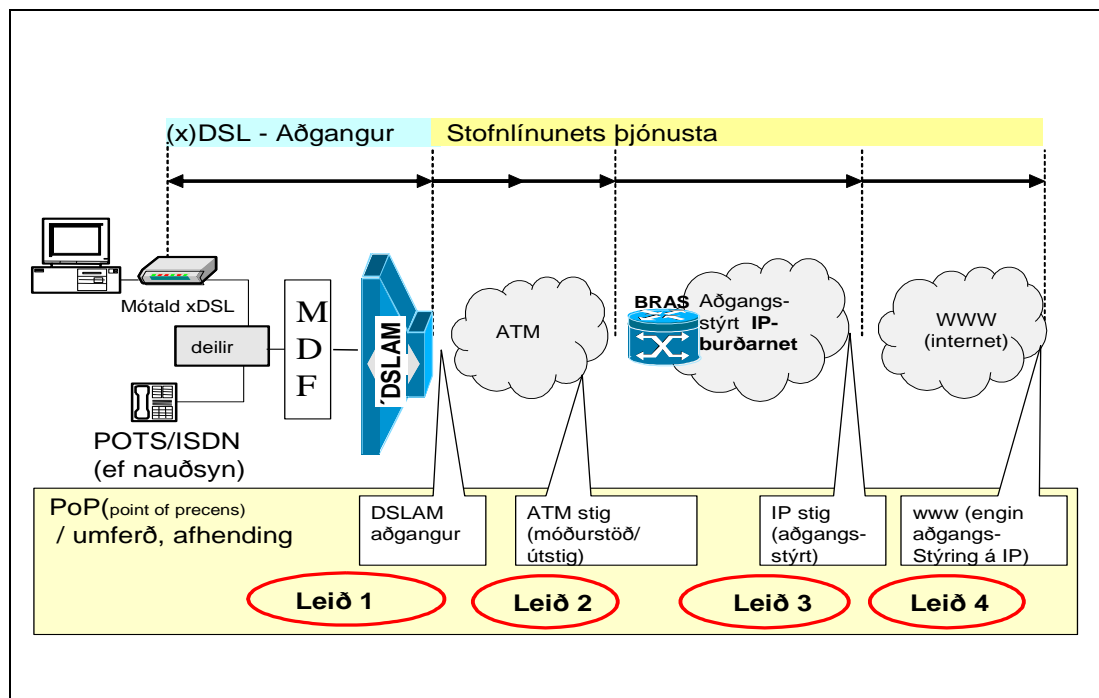 (x)DSL - Aðgangur
Stofnlínunets þjónusta
Mótald xDSL
deilir
POTS/ISDN
(ef nauðsyn)
M
D
F
´DSLAM
ATM
BRAS
Aðgangs-
stýrt IP-
burðarnet
WWW
(internet)
PoP(point of precens)
/ umferð, afhending
DSLAM
aðgangur
ATM stig
(móðurstöð/
útstig)
IP stig
(aðgangs-
stýrt)
www (engin
aðgangs-
Stýring á IP)
Leið 1
Leið 2
Leið 3
Leið 4